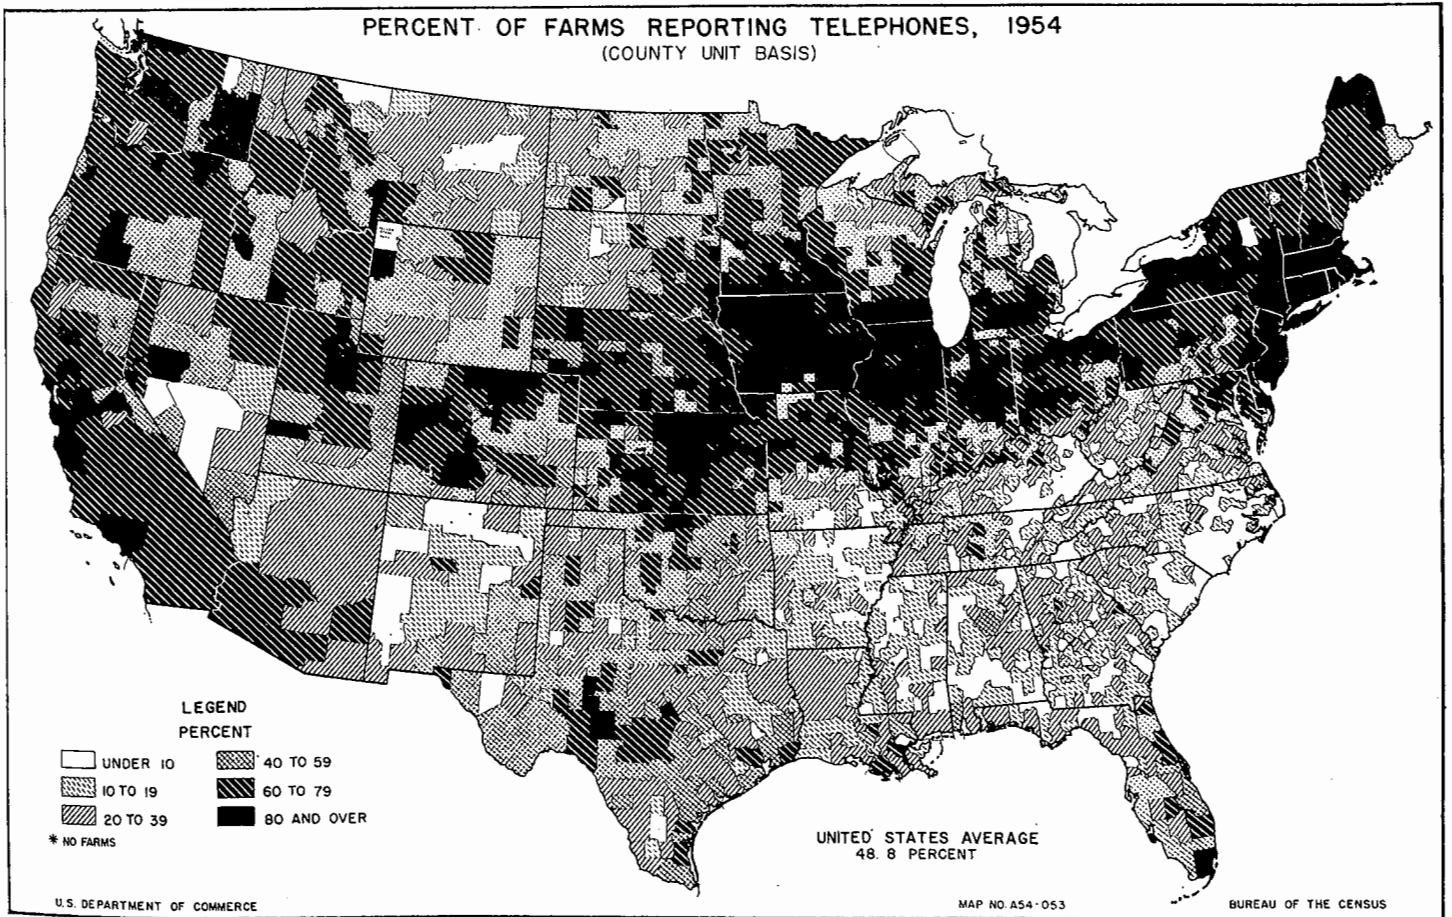 PERCENT OF FARMS REPORTING TELEPHONES, 1954
(COUNTY UNIT BASIS)
LEGEND
PERCENT
UNDER 10
10 TO 19
20 TO 39
40 TO 59
60 TO 79
80 AND OVER
* NO FARMS
UNITED STATES AVERAGE
48.8 PERCENT
U.S. DEPARTMENT OF COMMERCE
MAP NO. A54-053
BUREAU OF THE CENSUS